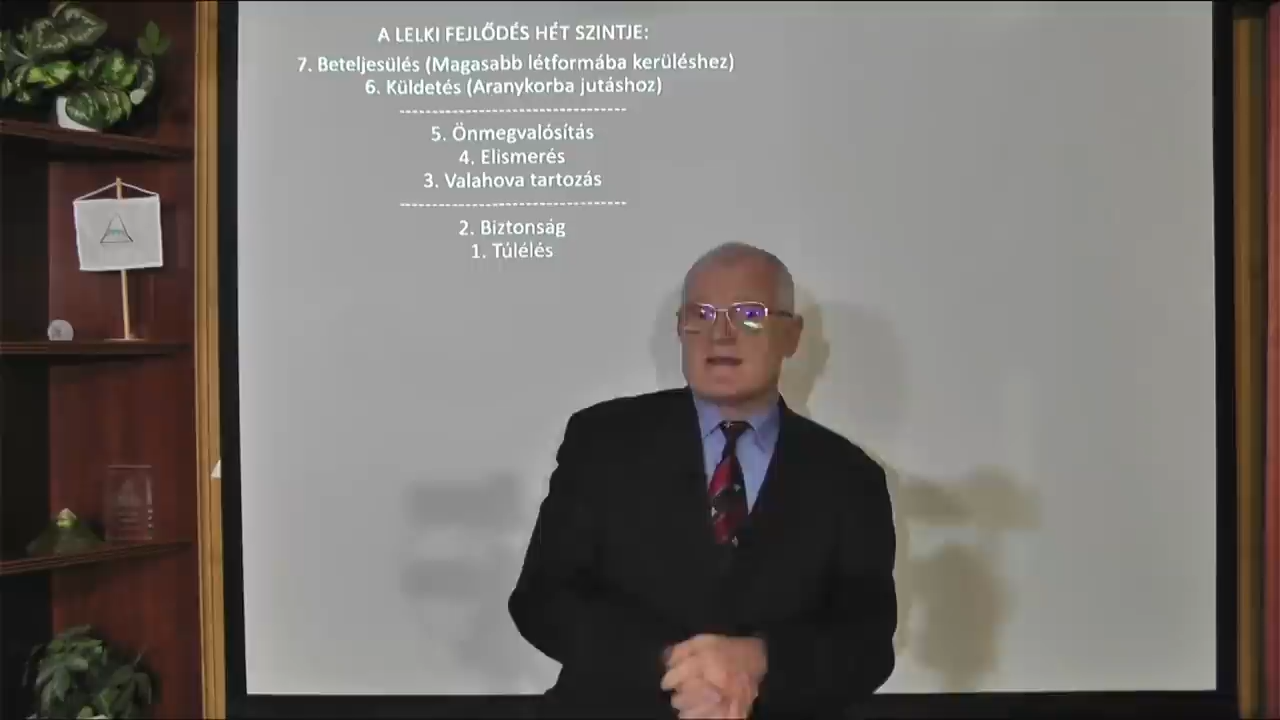 A LELKI FEJLŐDÉS HÉT SZINTJE:
7. Beteljesülés (Magasabb létformába kerüléshez)
6. Küldetés (Aranykorba jutáshoz)
-----------------------------------
5. Önmegvalósítás
4. Elismerés
3. Valahova tartozás
-----------------------------------
2. Biztonság
1. Túlélés